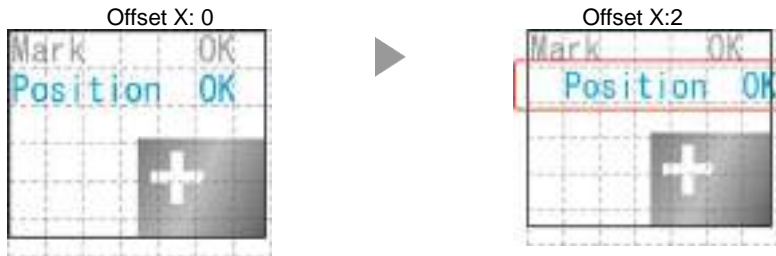 Offset X: 0
Mark OK
Position OK
Offset X:2
Mark OK
Position OK